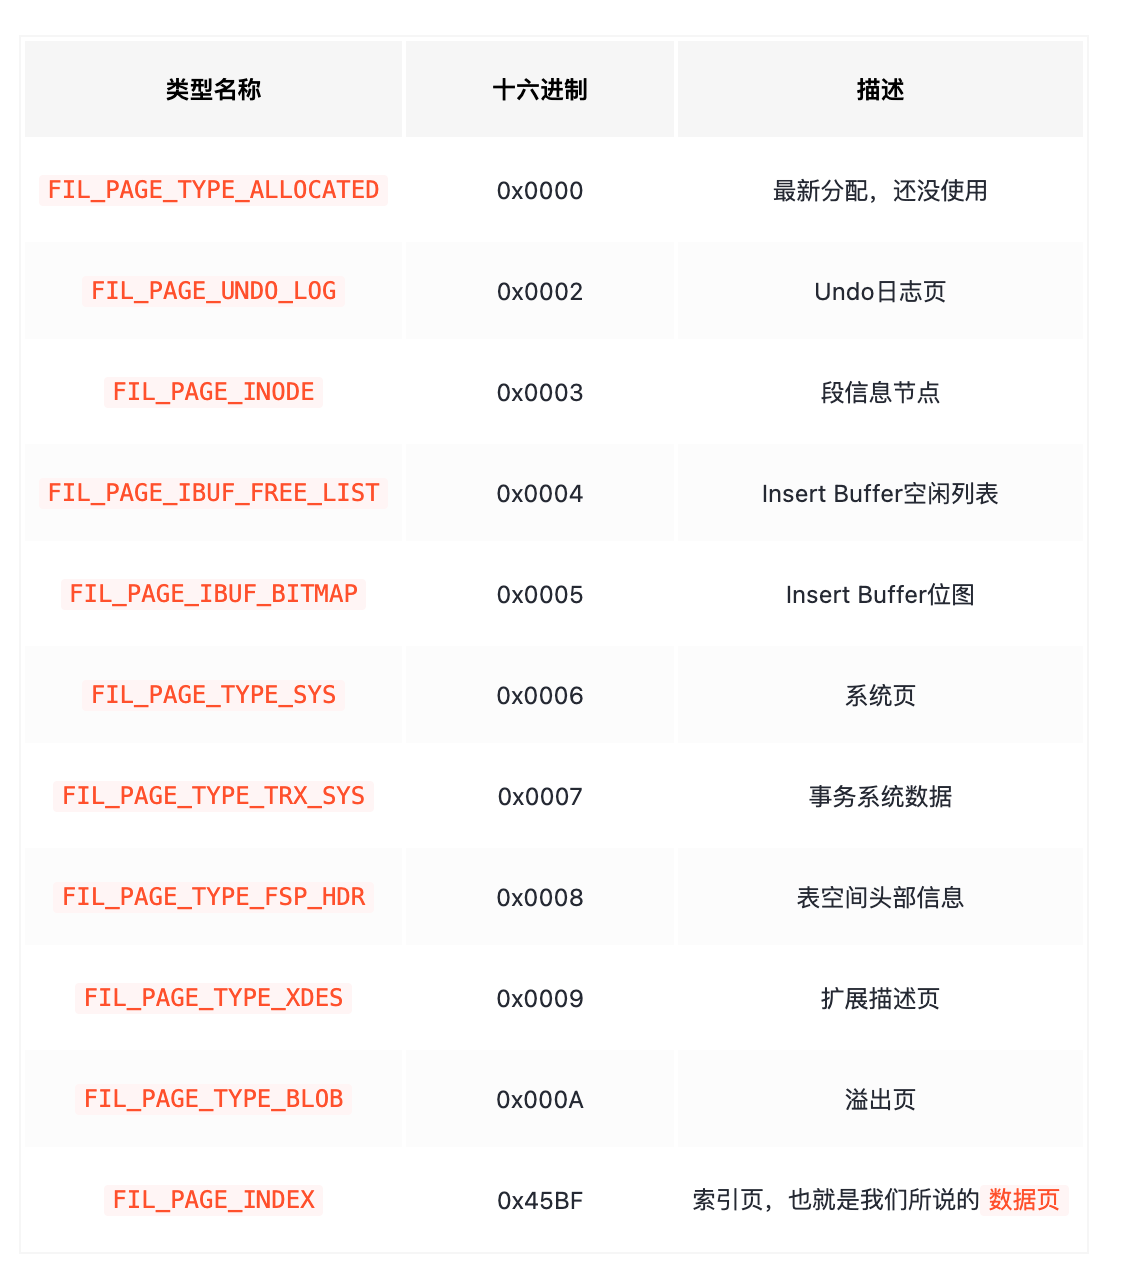 类型名称 十六进制 描述
FIL_PAGE_TYPE_ALLOCATED 0x0000 最新分配，还没使用
FIL_PAGE_UNDO_LOG 0x0002 Undo日志页
FIL_PAGE_INODE 0x0003 段信息节点
FIL_PAGE_IBUF_FREE_LIST 0x0004 Insert Buffer空闲列表
FIL_PAGE_IBUF_BITMAP 0x0005 Insert Buffer位图
FIL_PAGE_TYPE_SYS 0x0006 系统页
FIL_PAGE_TYPE_TRX_SYS 0x0007 事务系统数据
FIL_PAGE_TYPE_FSP_HDR 0x0008 表空间头部信息
FIL_PAGE_TYPE_XDES 0x0009 扩展描述页
FIL_PAGE_TYPE_BLOB 0x000A 溢出页
FIL_PAGE_INDEX 0x45BF 索引页，也就是我们所说的 数据页